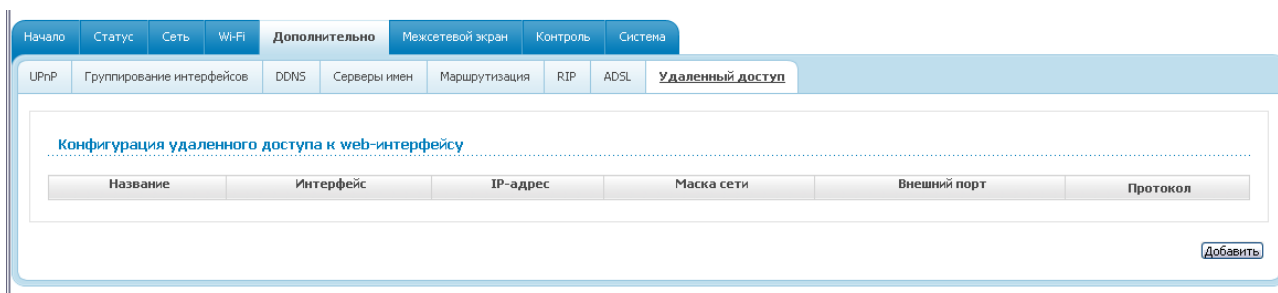 Начало Статус Сеть Wi-Fi Дополнительно Межсетевой экран Контроль Система
UPnP Группирование интерфейсов DDNS Серверы имен Маршрутизация RIP ADSL Удаленный доступ
Конфигурация удаленного доступа к web-интерфейсу
Название Интерфейс IP-адрес Маска сети Внешний порт Протокол
Добавить